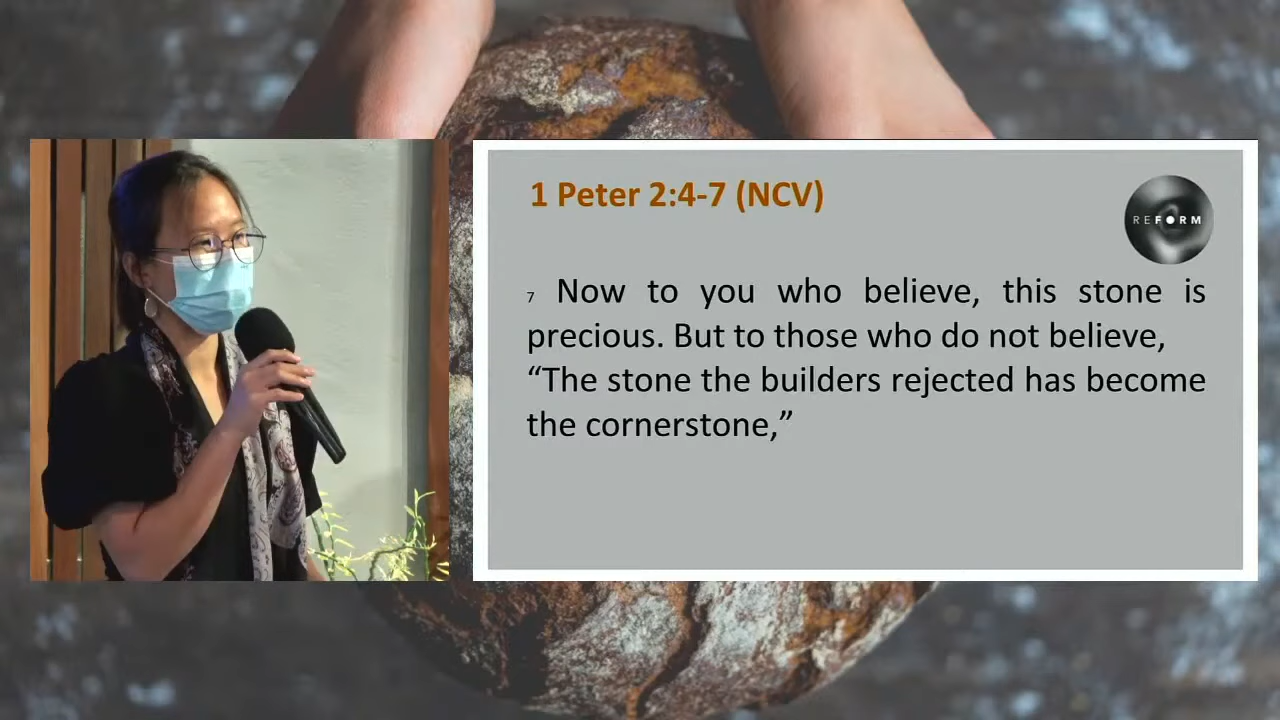 1 Peter 2:4-7 (NCV)
REFORM
7 Now to you who believe, this stone is
precious. But to those who do not believe,
“The stone the builders rejected has become
the cornerstone,”